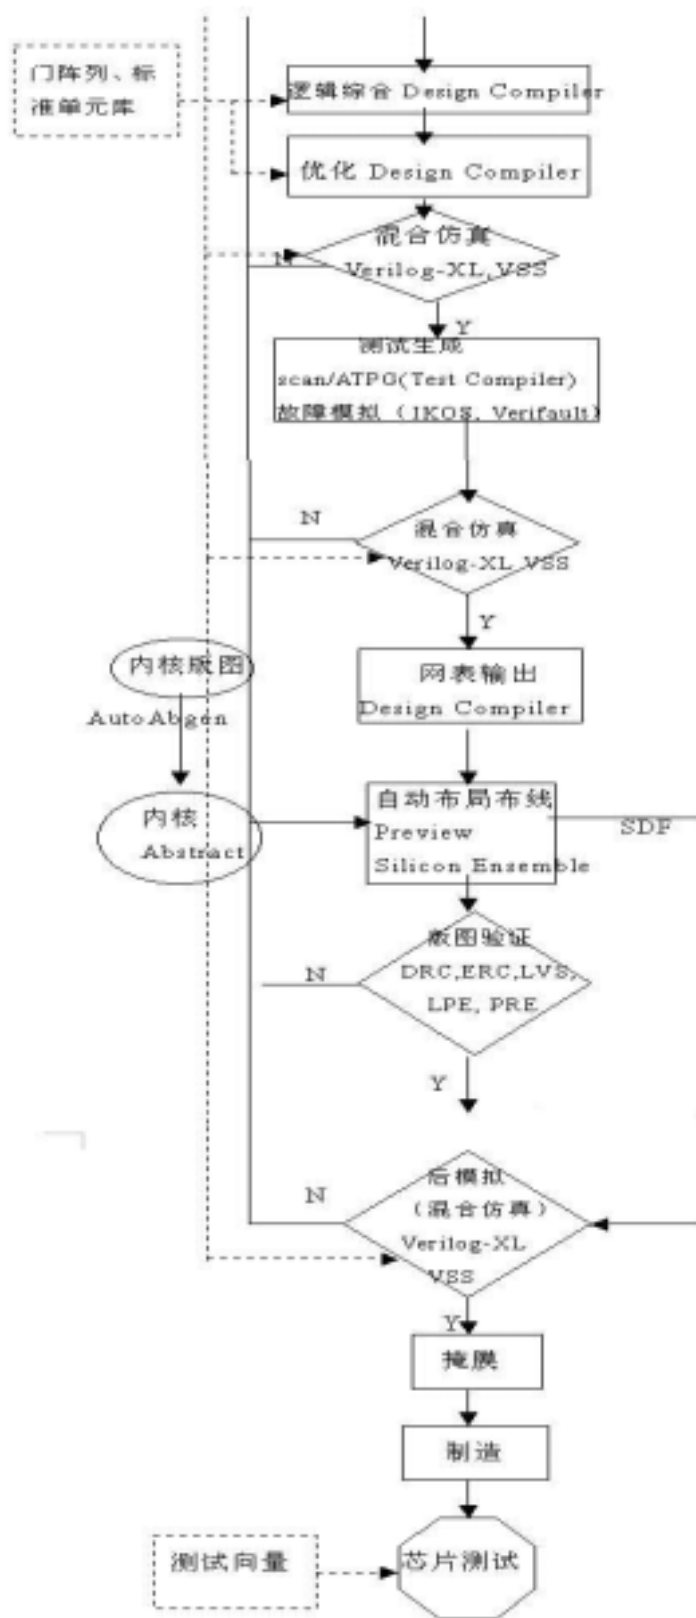 门阵列、标
准单元库
逻辑综合 Design Compiler
优化 Design Compiler
混合仿真
N
Verilog-XL,VSS
Y
测试生成
scan/ATPG(Test Compiler)
故障模拟（IKOS, Verifault）
N
混合仿真
Verilog-XL VSS
Y
内核版图
网表输出
AutoAbgen
Design Compiler
内核
Abstract
自动布局布线
Preview
Silicon Ensemble
SDF
版图验证
N
DRC,ERC,LVS,
LPE, PRE
Y
N
后模拟
（混合仿真）
Verilog-XL
VSS
Y
掩膜
制造
测试向量
芯片测试